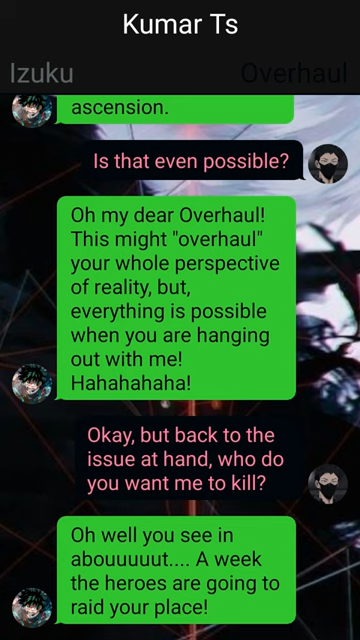 Kumar Ts
Izuku
Overhaul
ascension.
Is that even possible?
Oh my dear Overhaul!
This might "overhaul"
your whole perspective
of reality, but,
everything is possible
when you are hanging
out with me!
Hahahahaha!
Okay, but back to the
issue at hand, who do
you want me to kill?
Oh well you see in
abouuuuut.... A week
the heroes are going to
raid your place!